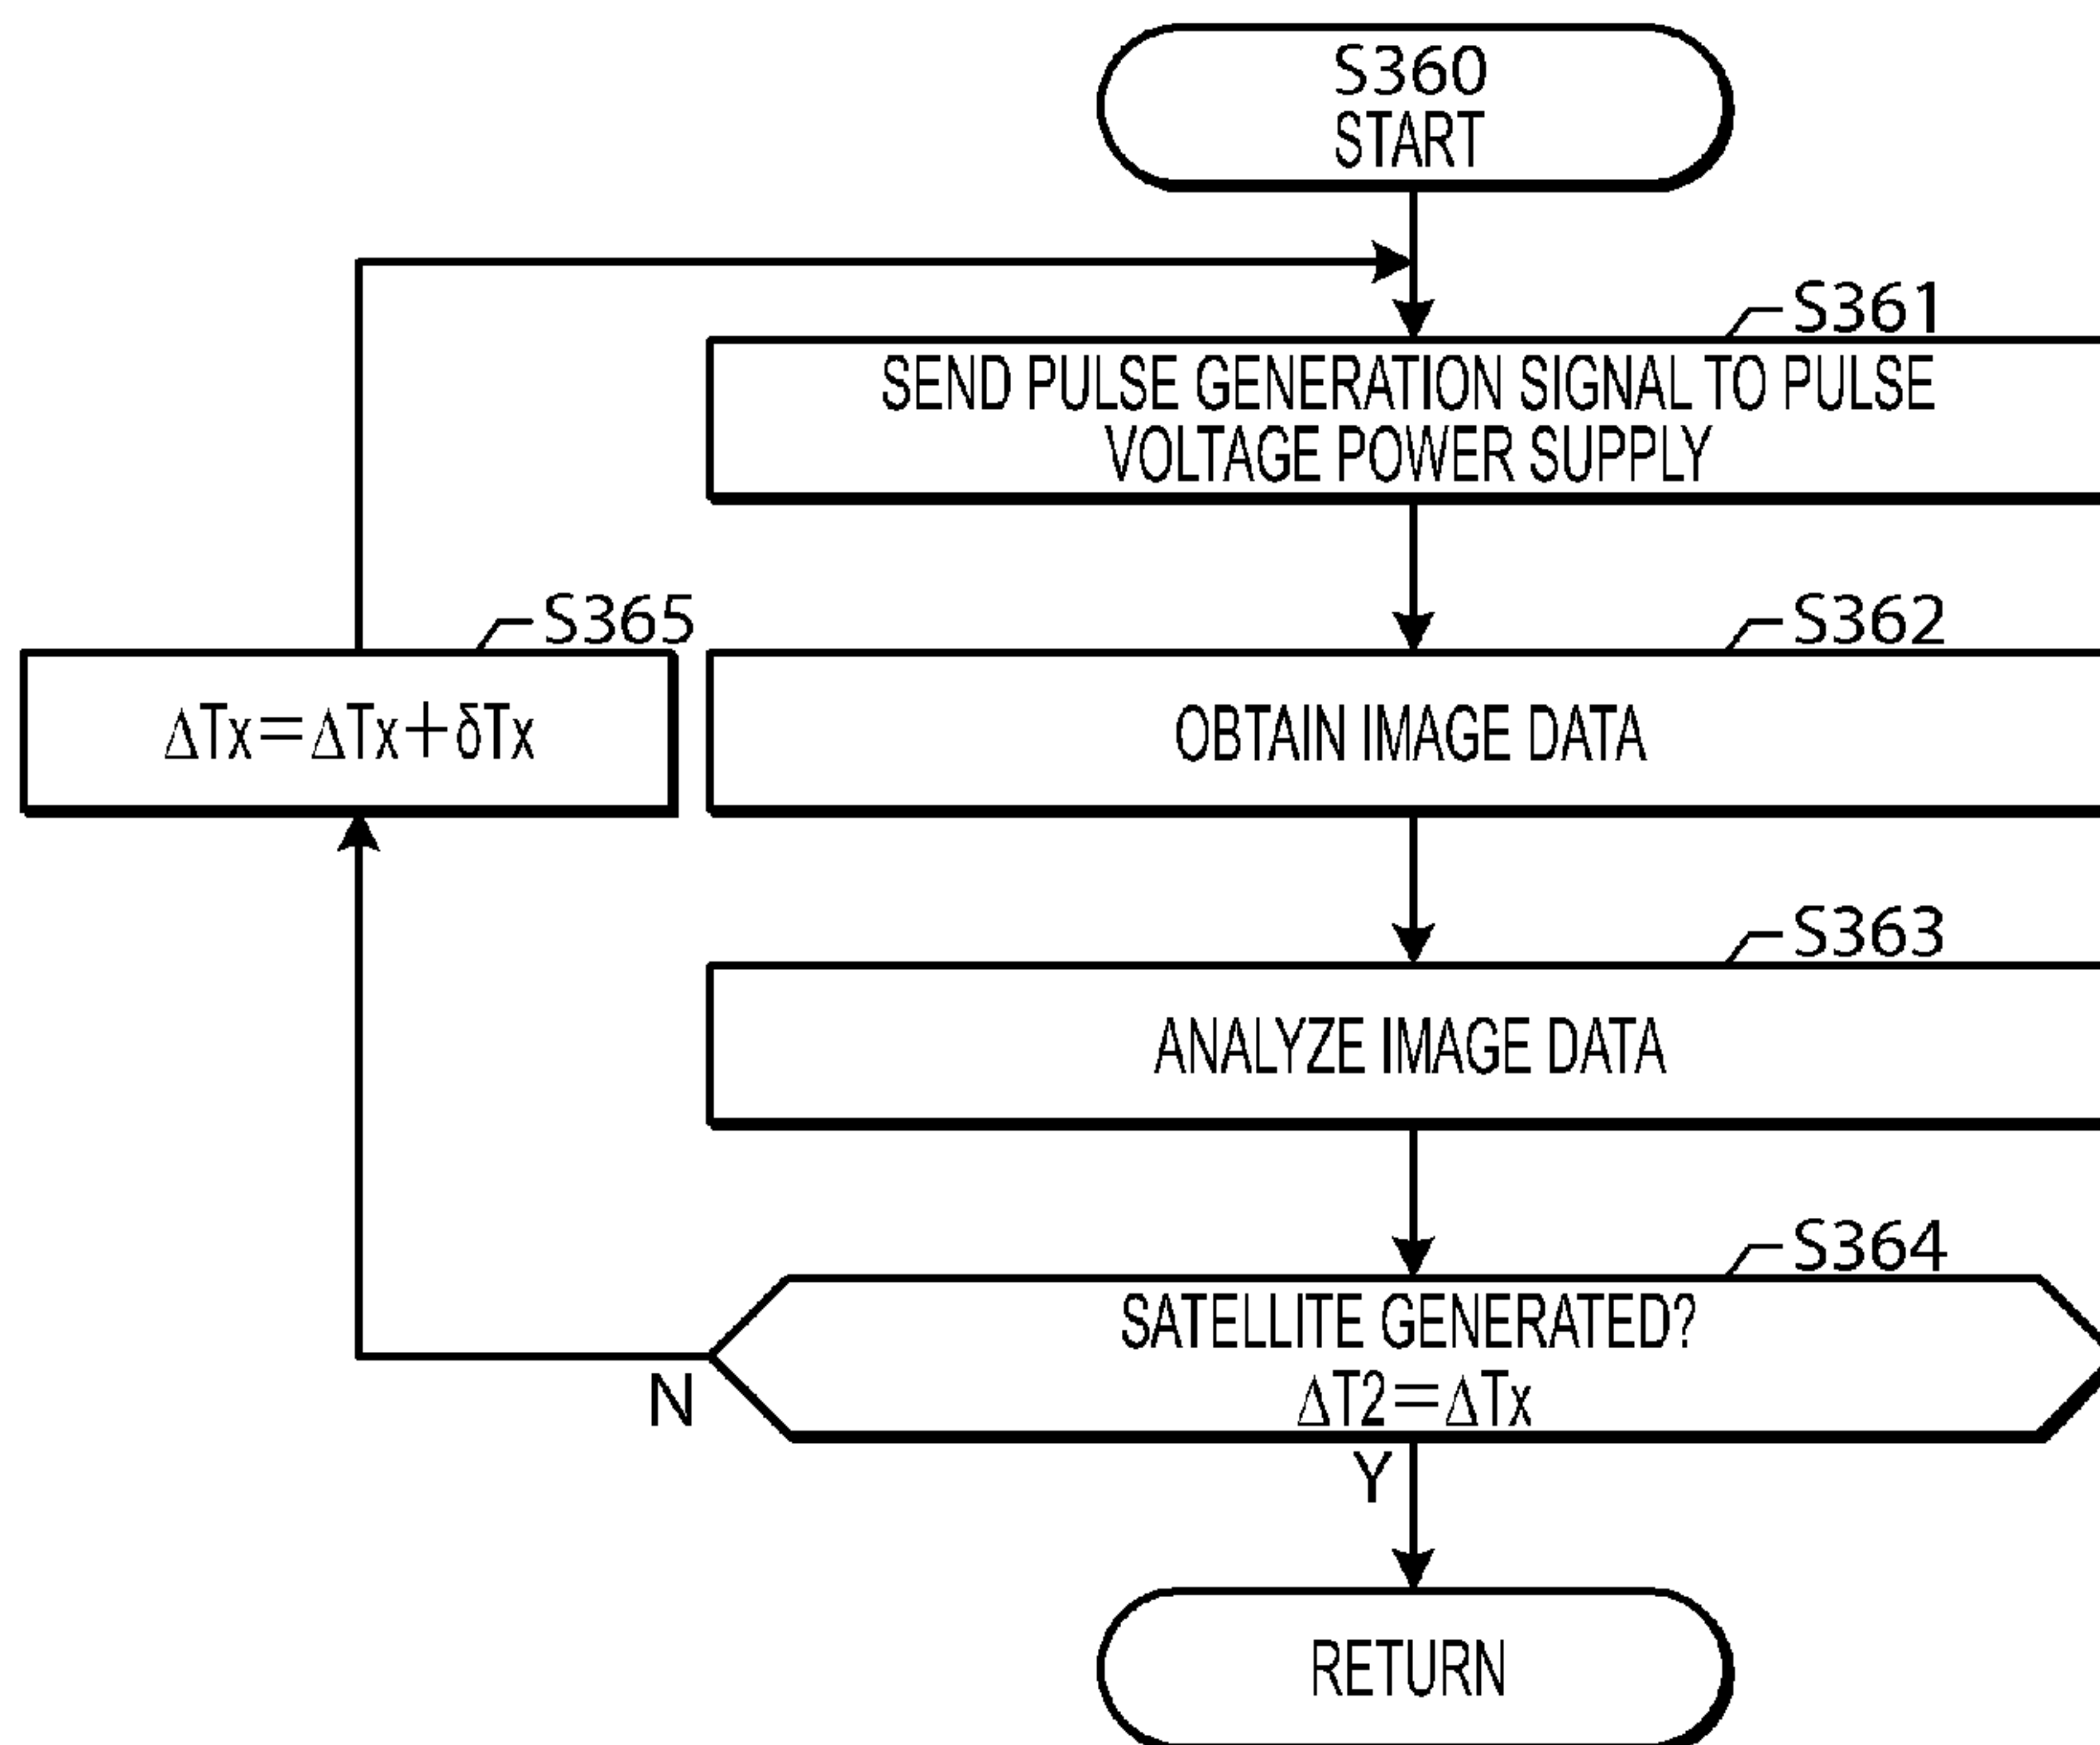 S360
START
S361
SEND PULSE GENERATION SIGNAL TO PULSE
VOLTAGE POWER SUPPLY
S365
ΔTx=ΔTx+δTx
S362
OBTAIN IMAGE DATA
S363
ANALYZE IMAGE DATA
S364
SATELLITE GENERATED?
ΔT2=ΔTx
N
Y
RETURN